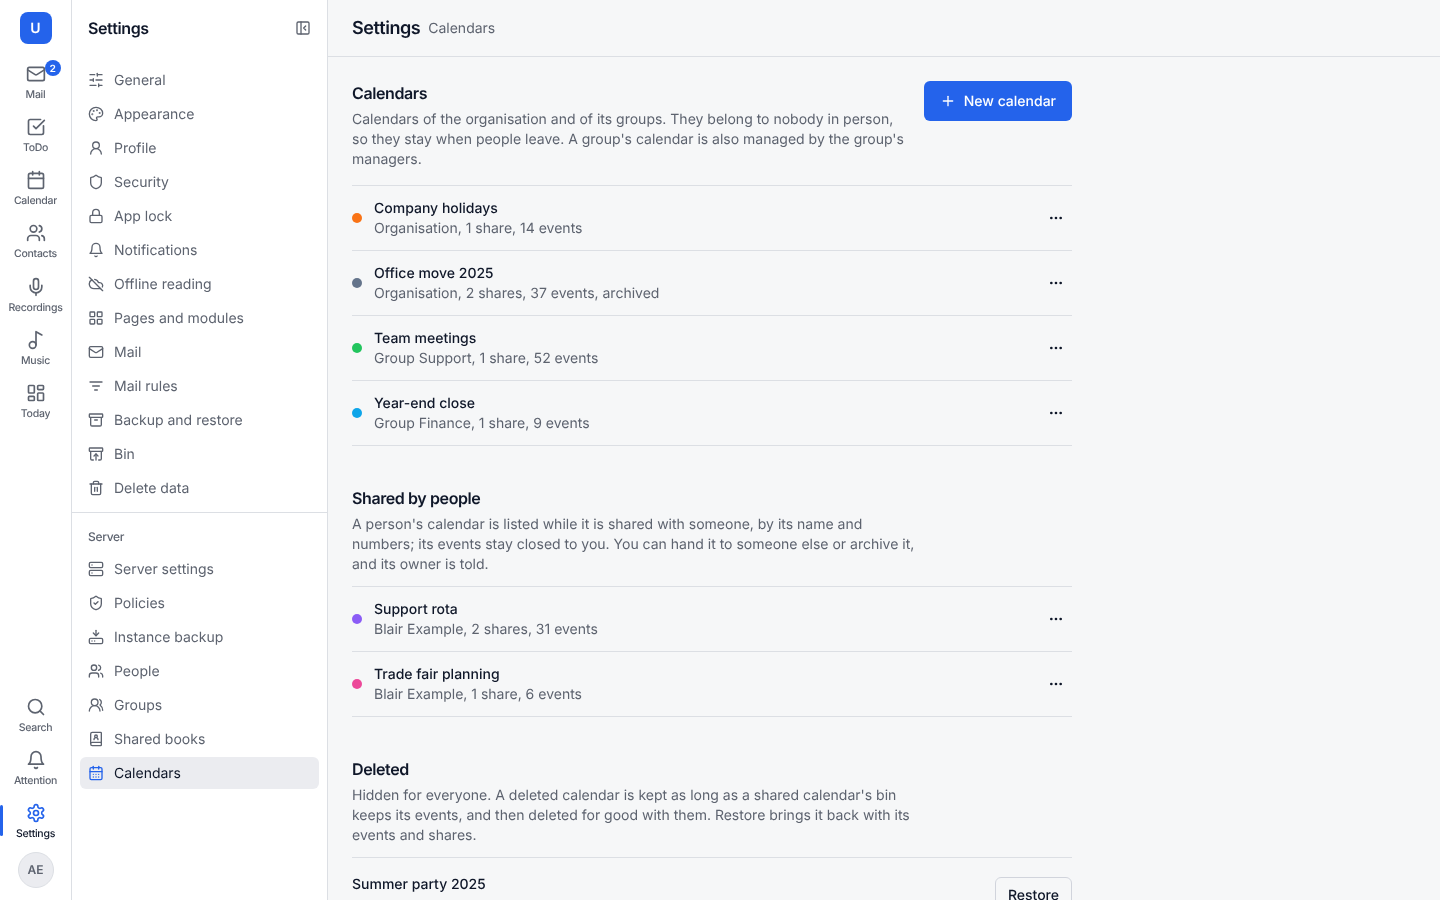 U
2
Mail
ToDo
Calendar
Contacts
Recordings
Music
Today
Search
Attention
Settings
AE
Settings
General
Appearance
Profile
Security
App lock
Notifications
Offline reading
Pages and modules
Mail
Mail rules
Backup and restore
Bin
Delete data
Server
Server settings
Policies
Instance backup
People
Groups
Shared books
Calendars
Settings Calendars
Calendars
Calendars of the organisation and of its groups. They belong to nobody in person,
so they stay when people leave. A group's calendar is also managed by the group's
managers.
New calendar
Company holidays
Organisation, 1 share, 14 events
Office move 2025
Organisation, 2 shares, 37 events, archived
Team meetings
Group Support, 1 share, 52 events
Year-end close
Group Finance, 1 share, 9 events
Shared by people
A person's calendar is listed while it is shared with someone, by its name and
numbers; its events stay closed to you. You can hand it to someone else or archive it,
and its owner is told.
Support rota
Blair Example, 2 shares, 31 events
Trade fair planning
Blair Example, 1 share, 6 events
Deleted
Hidden for everyone. A deleted calendar is kept as long as a shared calendar's bin
keeps its events, and then deleted for good with them. Restore brings it back with its
events and shares.
Summer party 2025
Restore